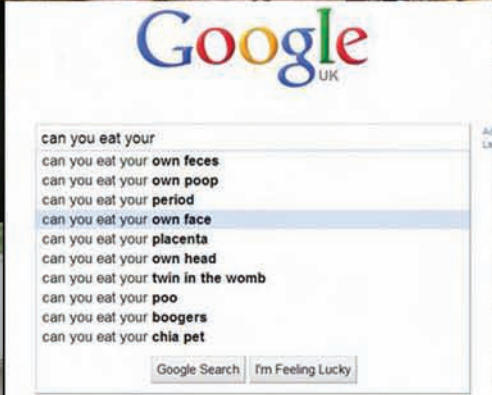 Google
UK
can you eat your
can you eat your own feces
can you eat your own poop
can you eat your period
can you eat your own face
can you eat your placenta
can you eat your own head
can you eat your twin in the womb
can you eat your poo
can you eat your boogers
can you eat your chia pet
Google Search I'm Feeling Lucky